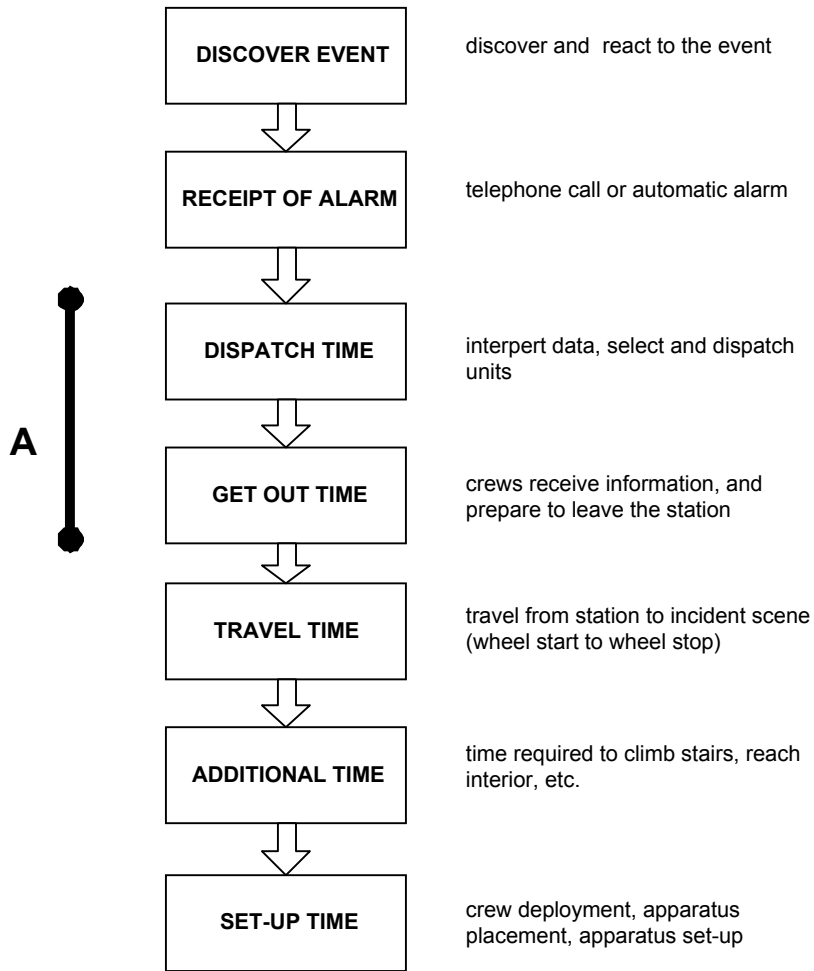 DISCOVER EVENT
discover and react to the event
RECEIPT OF ALARM
telephone call or automatic alarm
A
DISPATCH TIME
interpert data, select and dispatch
units
GET OUT TIME
crews receive information, and
prepare to leave the station
TRAVEL TIME
travel from station to incident scene
(wheel start to wheel stop)
ADDITIONAL TIME
time required to climb stairs, reach
interior, etc.
SET-UP TIME
crew deployment, apparatus
placement, apparatus set-up